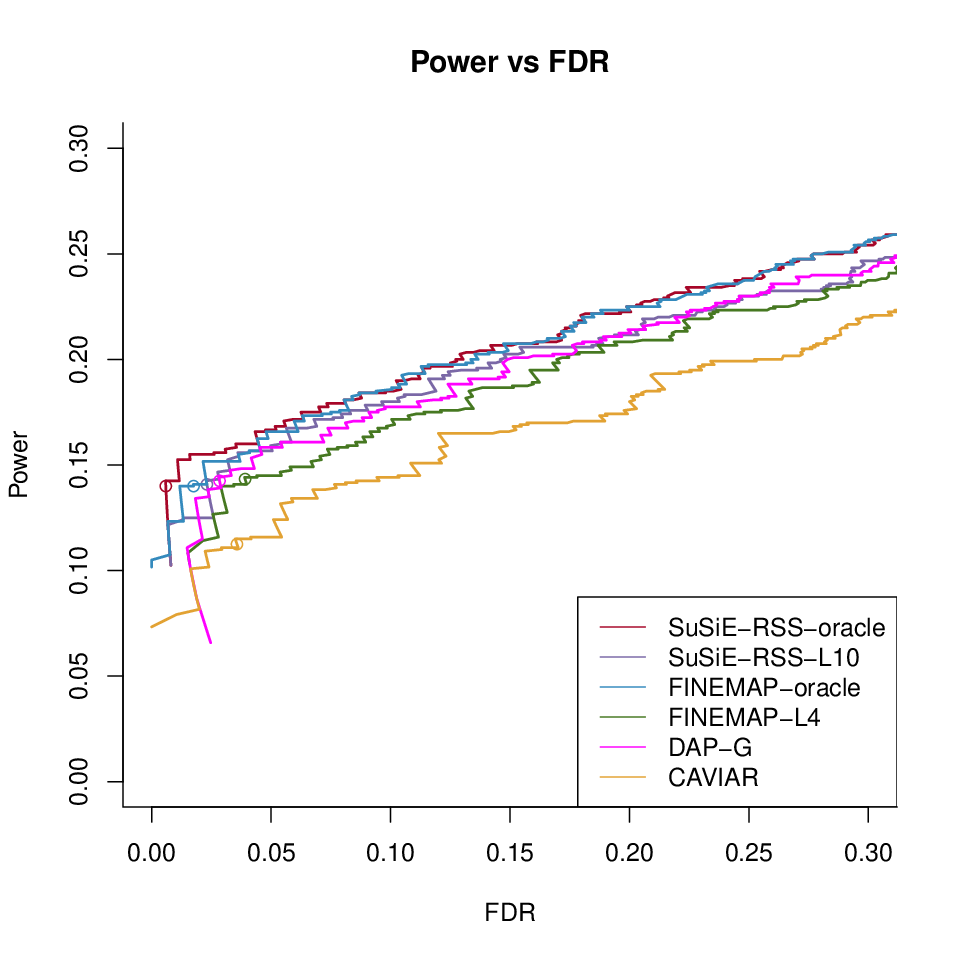 Power vs FDR
Power
0.30
0.25
0.20
0.15
0.10
0.05
0.00
SuSiE−RSS−oracle
SuSiE−RSS−L10
FINEMAP−oracle
FINEMAP−L4
DAP−G
CAVIAR
0.00 0.05 0.10 0.15 0.20 0.25 0.30
FDR